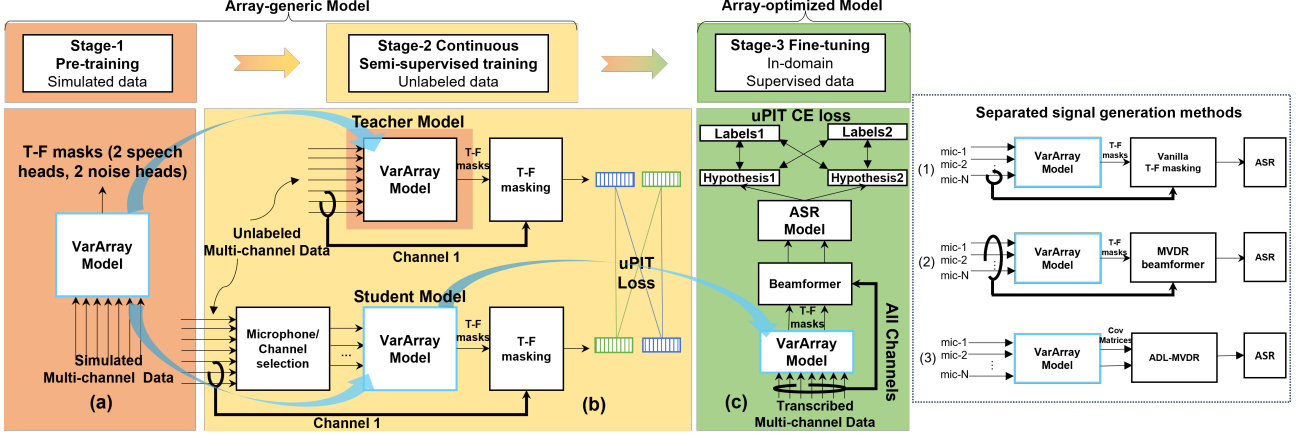 Array-generic Model
Array-optimized Model
Stage-1
Pre-training
Simulated data
Stage-2 Continuous
Semi-supervised training
Unlabeled data
Stage-3 Fine-tuning
In-domain
Supervised data
T-F masks (2 speech
heads, 2 noise heads)
VarArray
Model
Simulated
Multi-channel Data
(a)
Teacher Model
VarArray
Model
T-F
masks
T-F
masking
Unlabeled
Multi-channel Data
Channel 1
uPIT
Loss
Student Model
Microphone/
Channel
selection
...
VarArray
Model
T-F
masks
T-F
masking
Channel 1
(b)
uPIT CE loss
Labels1
Labels2
Hypothesis1
Hypothesis2
ASR
Model
Beamformer
T-F
masks
VarArray
Model
All Channels
(c)
Transcribed
Multi-channel Data
Separated signal generation methods
(1)
mic-1
mic-2
mic-N
VarArray
Model
T-F
masks
Vanilla
T-F masking
ASR
(2)
mic-1
mic-2
mic-N
VarArray
Model
T-F
masks
MVDR
beamformer
ASR
(3)
mic-1
mic-2
mic-N
VarArray
Model
Cov
Matrices
ADL-MVDR
ASR